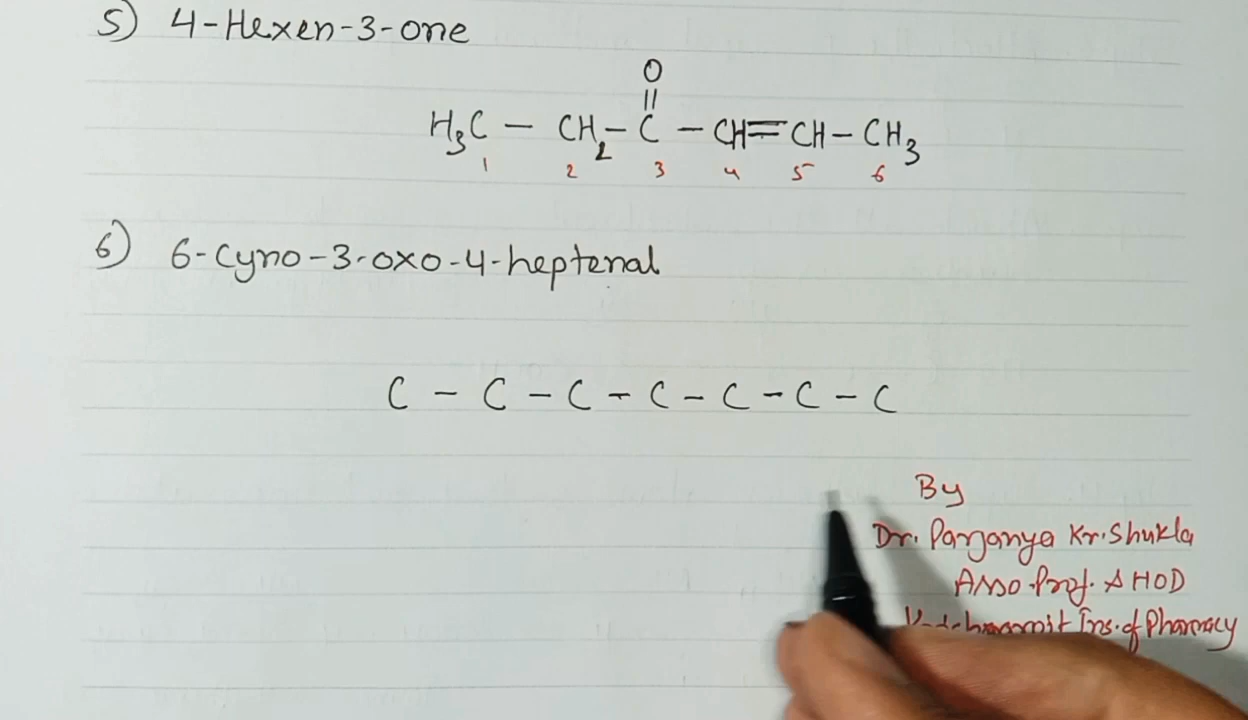 5) 4-Hexen-3-one
O
||
H₃C - CH₂ - C - CH=CH - CH₃
1 2 3 4 5 6
6) 6-Cyno-3-oxo-4-heptenal
C - C - C - C - C - C - C
By
Dr. Parjanya Kr. Shukla
Asso. Prof. & HOD
Ins. of Pharmacy